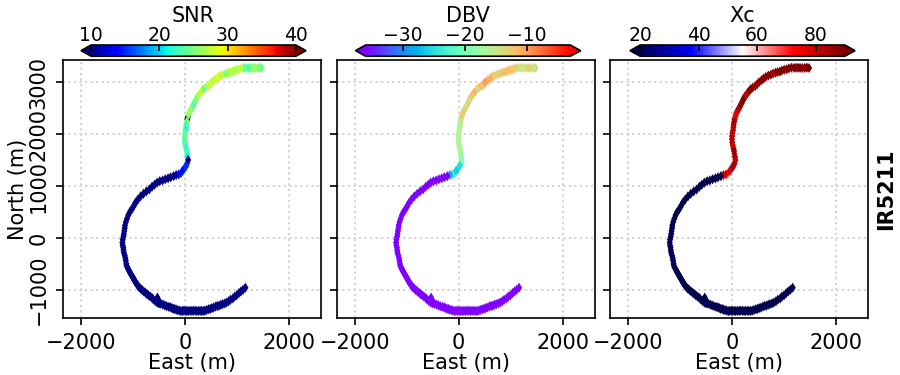 SNR
10 20 30 40
DBV
−30 −20 −10
Xc
20 40 60 80
North (m)
3000
2000
1000
0
−1000
−2000 0 2000
East (m)
−2000 0 2000
East (m)
−2000 0 2000
East (m)
IR5211